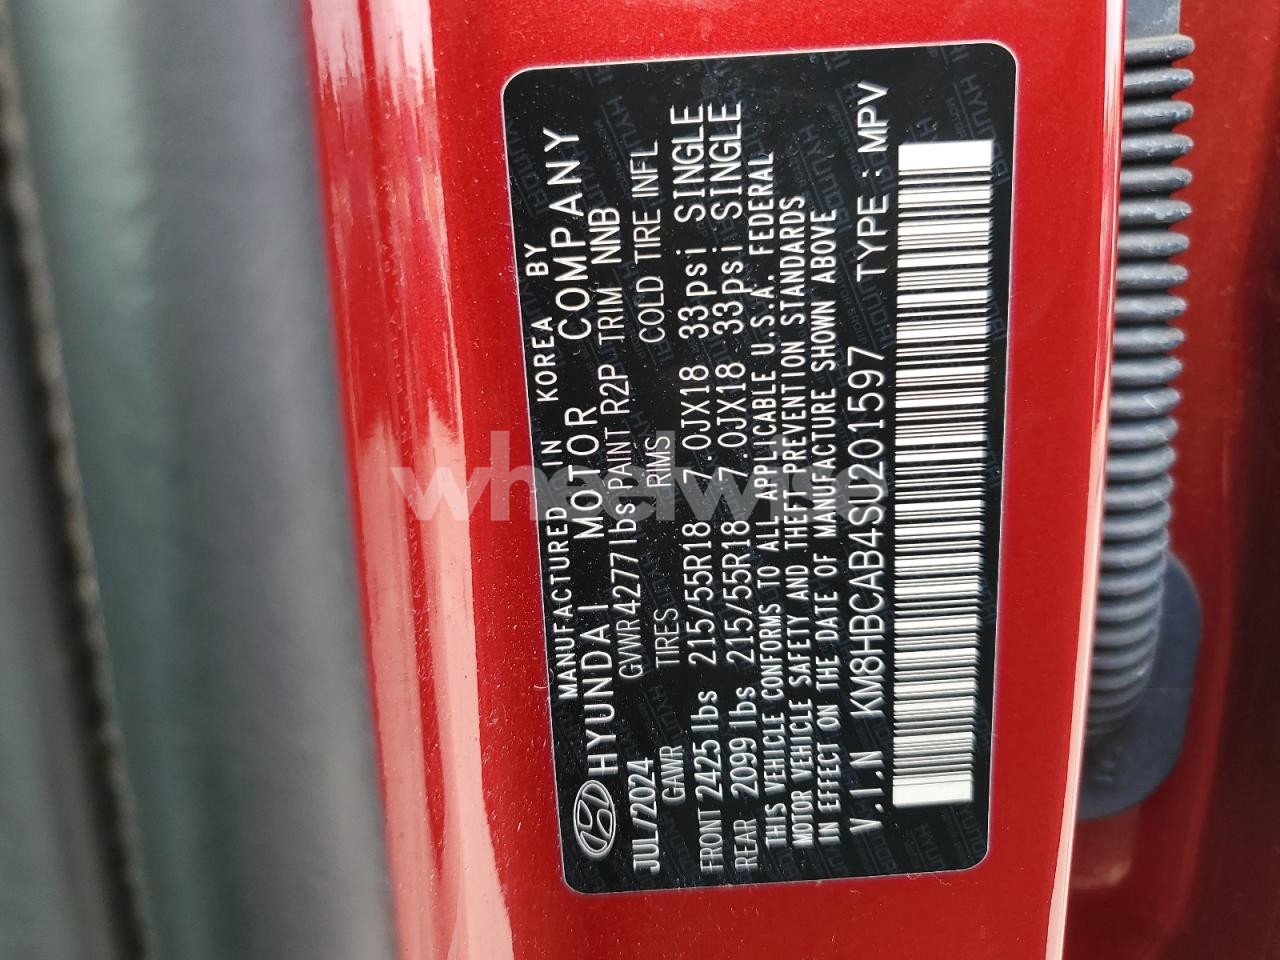 MANUFACTURED IN KOREA BY
HYUNDAI MOTOR COMPANY
JUL/2024 GVWR 4277 lbs PAINT R2P TRIM NNB
GAWR TIRES RIMS COLD TIRE INFL
FRONT 2425 lbs 215/55R18 7.0JX18 33psi SINGLE
REAR 2099 lbs 215/55R18 7.0JX18 33psi SINGLE
THIS VEHICLE CONFORMS TO ALL APPLICABLE U.S.A. FEDERAL
MOTOR VEHICLE SAFETY AND THEFT PREVENTION STANDARDS
IN EFFECT ON THE DATE OF MANUFACTURE SHOWN ABOVE
V.I.N KM8HBCAB4SU201597 TYPE : MPV
wheelwise